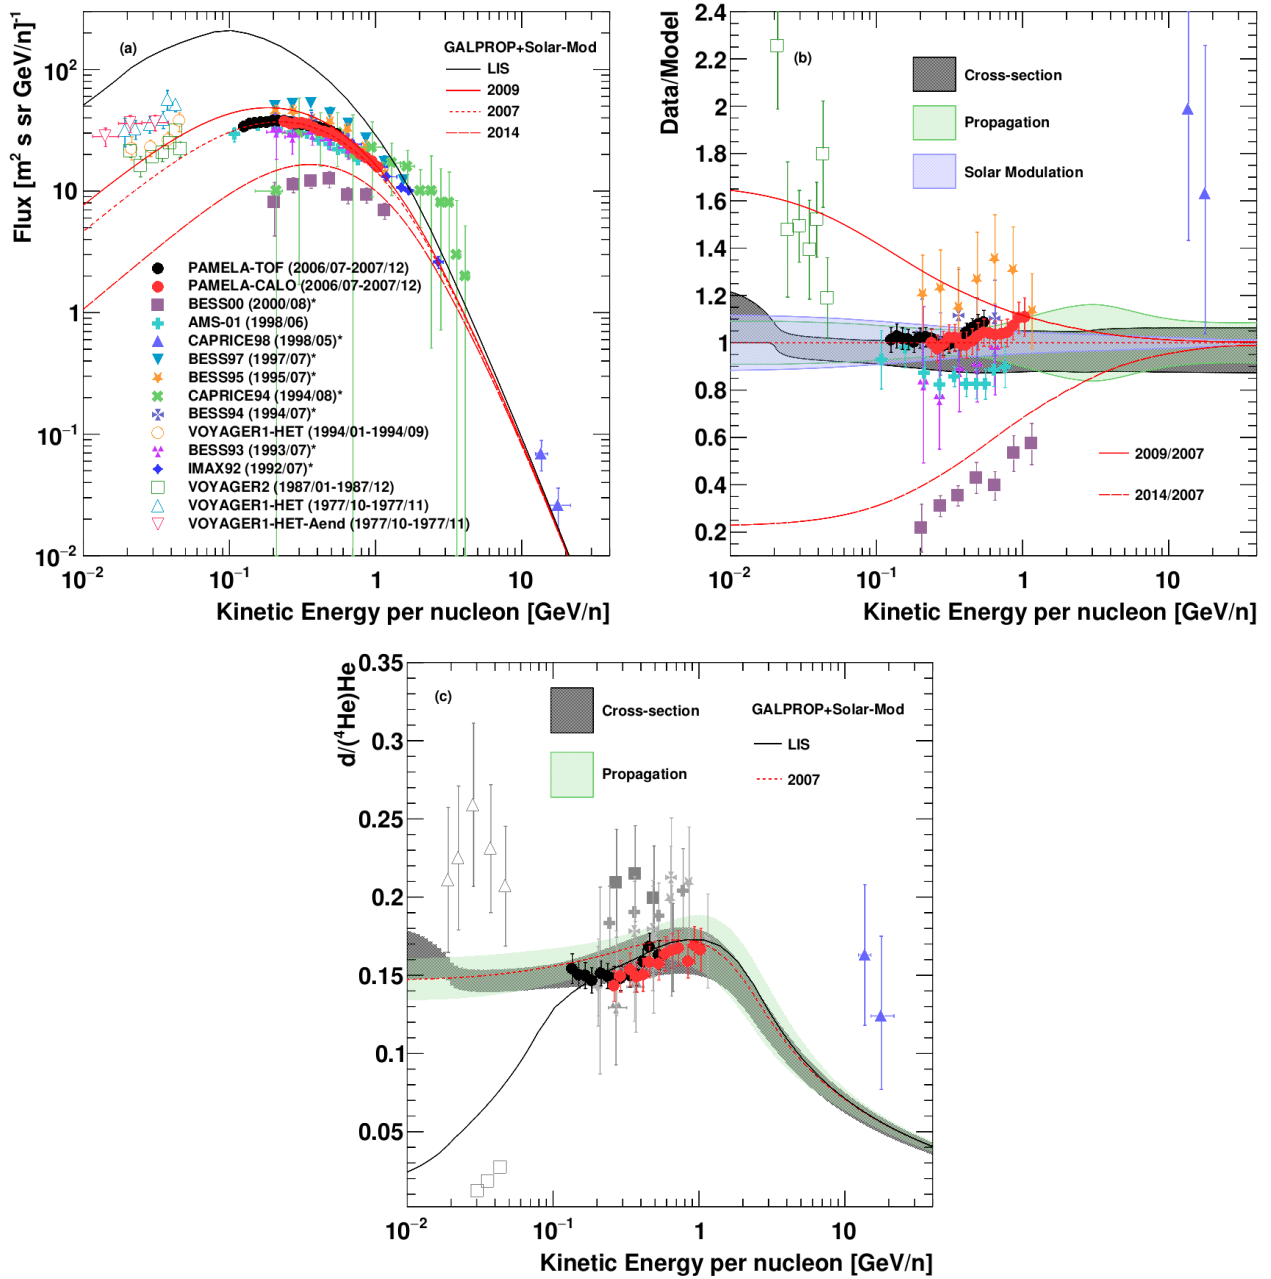 (a)
GALPROP+Solar-Mod
LIS
2009
2007
2014
Flux [m² s sr GeV/n]⁻¹
10²
10
1
10⁻¹
10⁻²
PAMELA-TOF (2006/07-2007/12)
PAMELA-CALO (2006/07-2007/12)
BESS00 (2000/08)*
AMS-01 (1998/06)
CAPRICE98 (1998/05)*
BESS97 (1997/07)*
BESS95 (1995/07)*
CAPRICE94 (1994/08)*
BESS94 (1994/07)*
VOYAGER1-HET (1994/01-1994/09)
BESS93 (1993/07)*
IMAX92 (1992/07)*
VOYAGER2 (1987/01-1987/12)
VOYAGER1-HET (1977/10-1977/11)
VOYAGER1-HET-Aend (1977/10-1977/11)
10⁻² 10⁻¹ 1 10
Kinetic Energy per nucleon [GeV/n]
(b)
Data/Model
Cross-section
Propagation
Solar Modulation
2.4
2.2
2
1.8
1.6
1.4
1.2
1
0.8
0.6
0.4
0.2
2009/2007
2014/2007
10⁻² 10⁻¹ 1 10
Kinetic Energy per nucleon [GeV/n]
(c)
d/(⁴He)He
Cross-section
Propagation
GALPROP+Solar-Mod
LIS
2007
0.35
0.3
0.25
0.2
0.15
0.1
0.05
10⁻² 10⁻¹ 1 10
Kinetic Energy per nucleon [GeV/n]